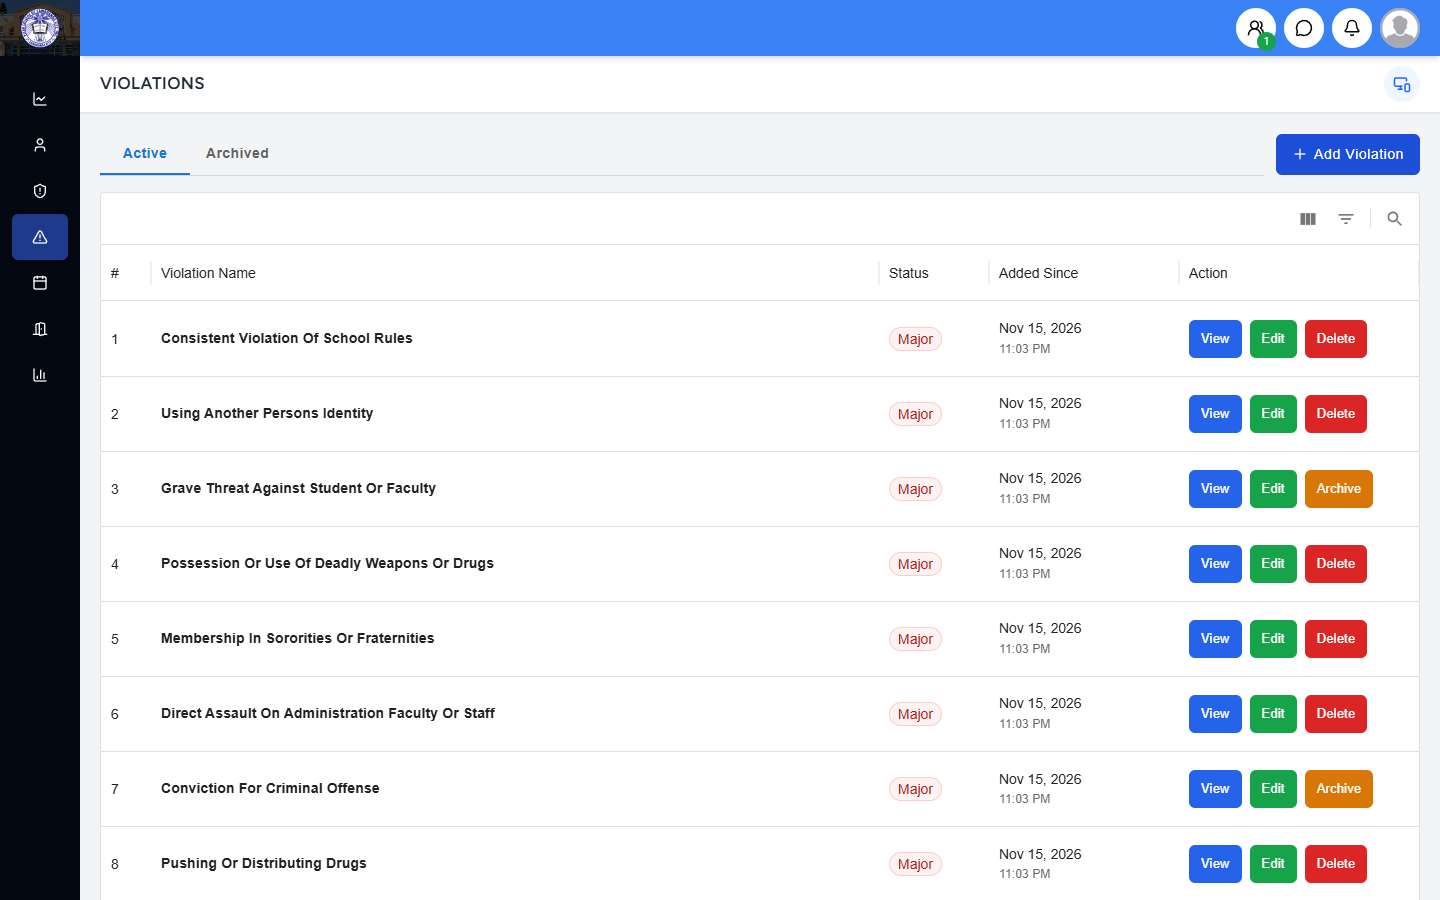 1
VIOLATIONS
Active
Archived
+ Add Violation
# Violation Name Status Added Since Action
1 Consistent Violation Of School Rules Major Nov 15, 2026 11:03 PM View Edit Delete
2 Using Another Persons Identity Major Nov 15, 2026 11:03 PM View Edit Delete
3 Grave Threat Against Student Or Faculty Major Nov 15, 2026 11:03 PM View Edit Archive
4 Possession Or Use Of Deadly Weapons Or Drugs Major Nov 15, 2026 11:03 PM View Edit Delete
5 Membership In Sororities Or Fraternities Major Nov 15, 2026 11:03 PM View Edit Delete
6 Direct Assault On Administration Faculty Or Staff Major Nov 15, 2026 11:03 PM View Edit Delete
7 Conviction For Criminal Offense Major Nov 15, 2026 11:03 PM View Edit Archive
8 Pushing Or Distributing Drugs Major Nov 15, 2026 11:03 PM View Edit Delete